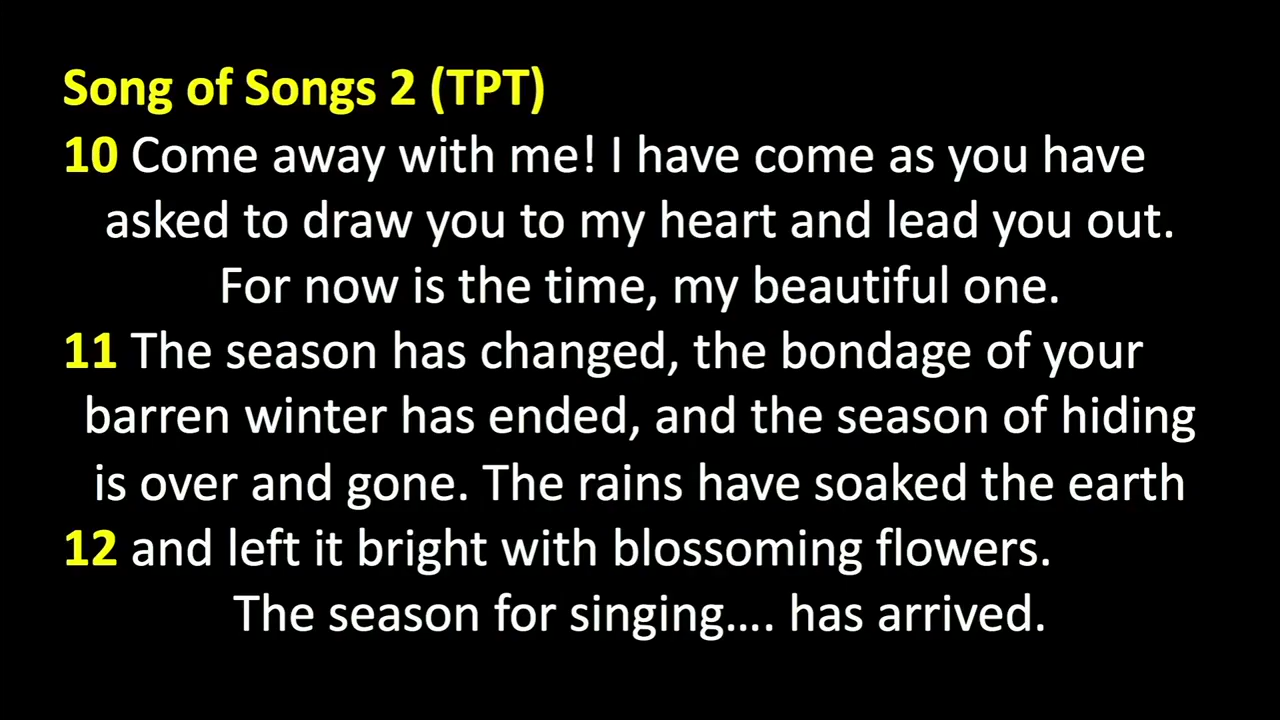 Song of Songs 2 (TPT)
10 Come away with me! I have come as you have
asked to draw you to my heart and lead you out.
For now is the time, my beautiful one.
11 The season has changed, the bondage of your
barren winter has ended, and the season of hiding
is over and gone. The rains have soaked the earth
12 and left it bright with blossoming flowers.
The season for singing.... has arrived.